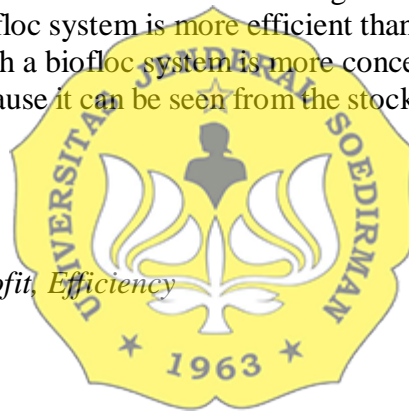 floc system is more efficient than
h a biofloc system is more conce
ause it can be seen from the stock
ofit, Efficiency
UNIVERSITAS JENDERAL SOEDIRMAN
1963